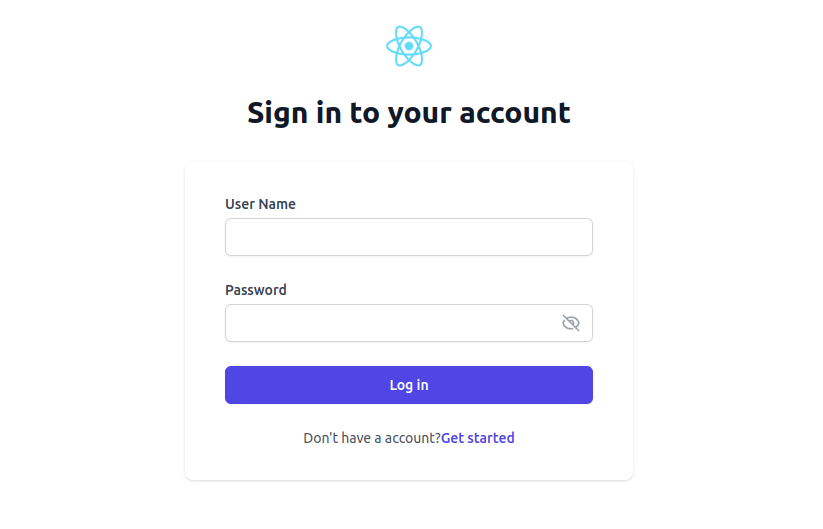 Sign in to your account
User Name
Password
Log in
Don't have a account?Get started